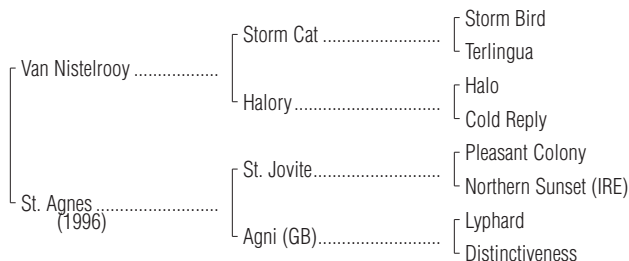 Storm Bird
Storm Cat ........................
Terlingua
Van Nistelrooy .................
Halo
Halory ..............................
Cold Reply
Pleasant Colony
St. Jovite..........................
Northern Sunset (IRE)
St. Agnes .........................
(1996)
Lyphard
Agni (GB).........................
Distinctiveness